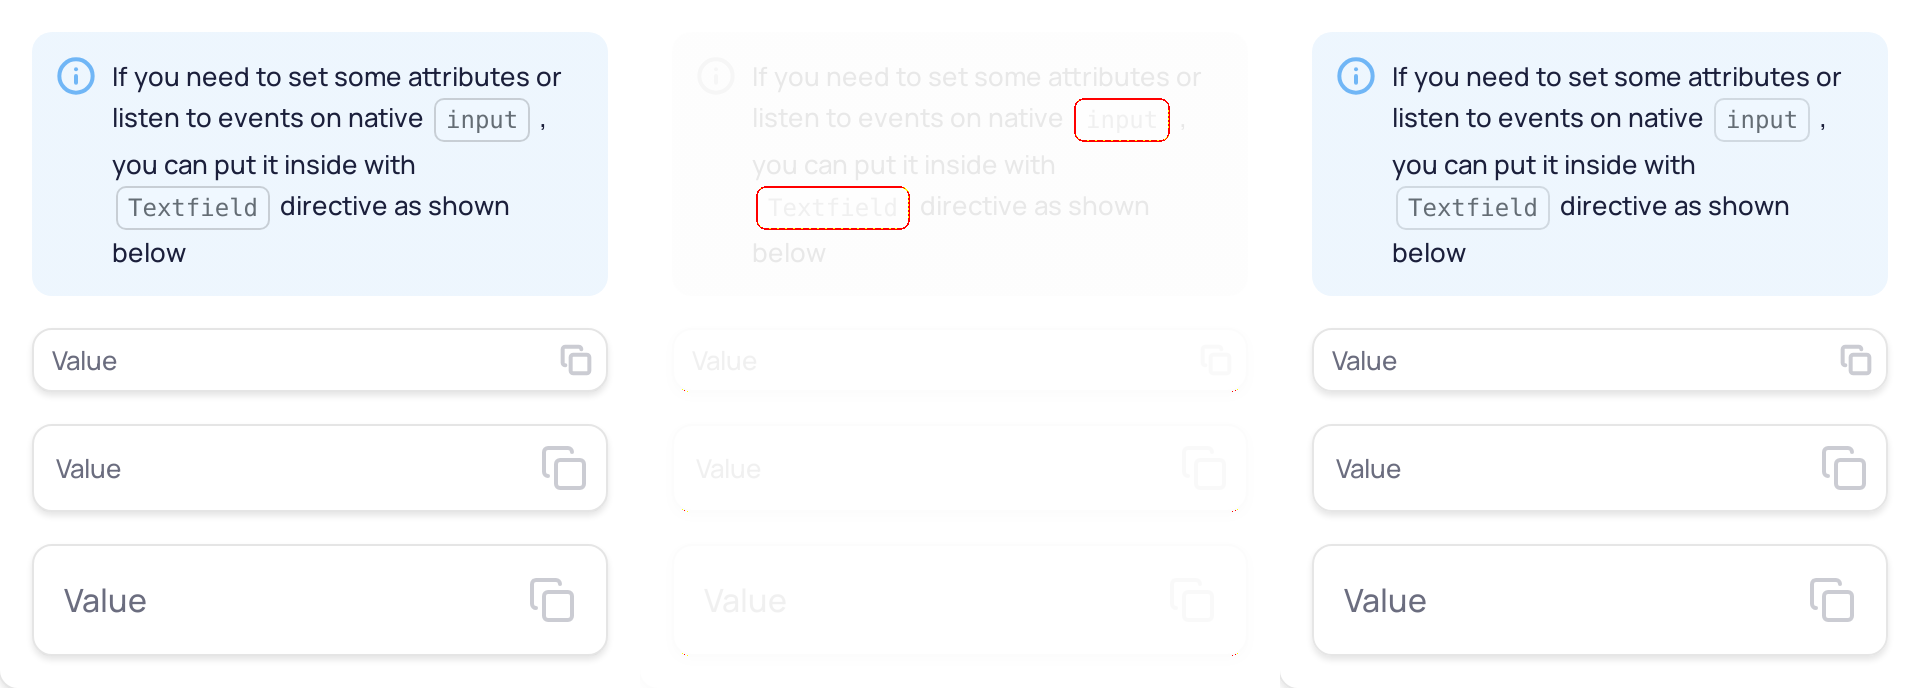 If you need to set some attributes or
listen to events on native input ,
you can put it inside with
Textfield directive as shown
below
Value
Value
Value
If you need to set some attributes or
listen to events on native input ,
you can put it inside with
Textfield directive as shown
below
Value
Value
Value
If you need to set some attributes or
listen to events on native input ,
you can put it inside with
Textfield directive as shown
below
Value
Value
Value